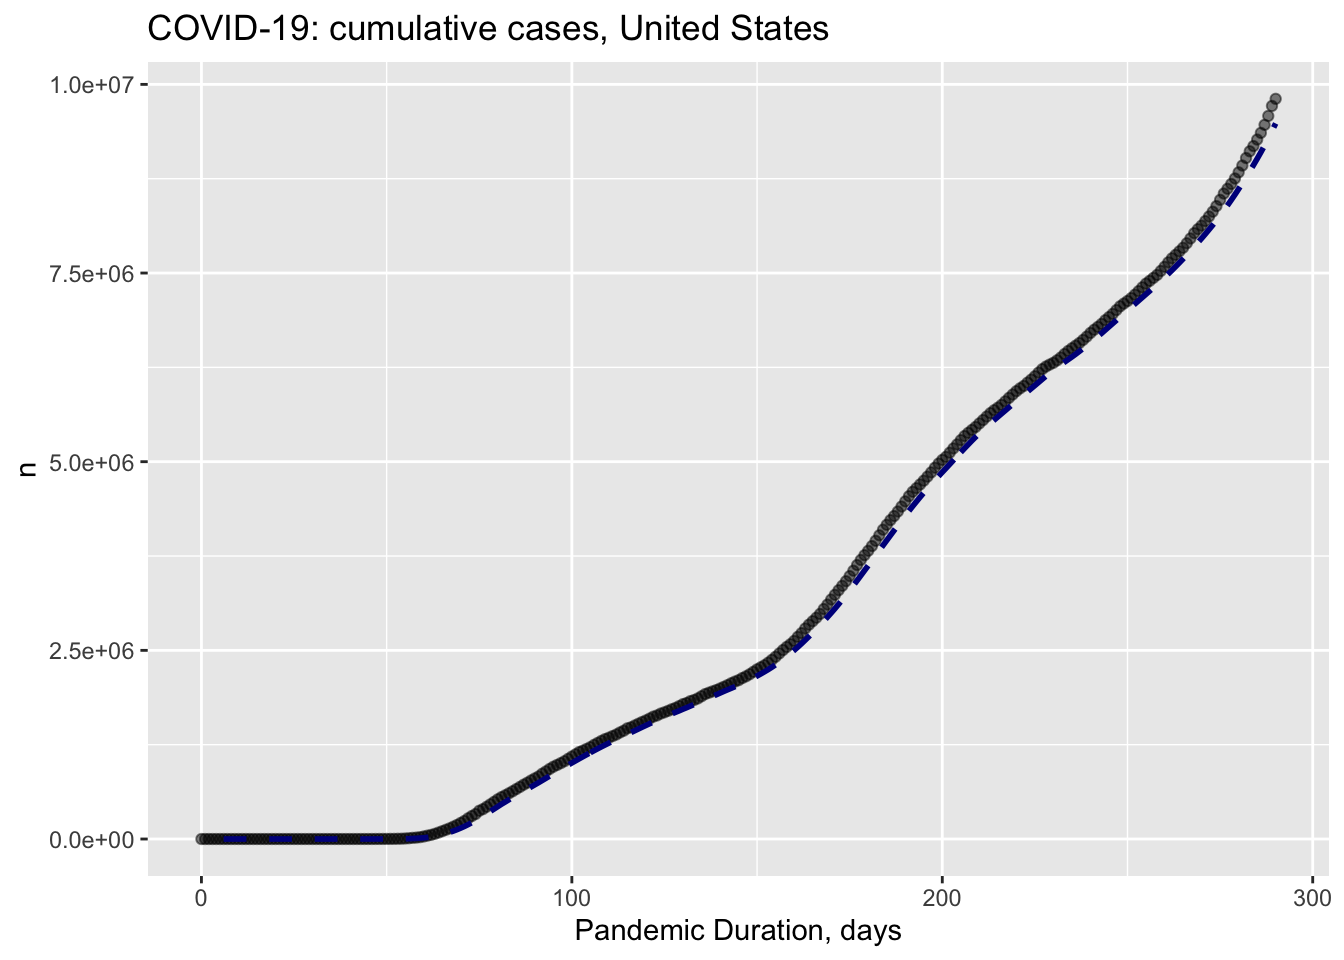 COVID-19: cumulative cases, United States
1.0e+07
7.5e+06
5.0e+06
2.5e+06
0.0e+00
n
0 100 200 300
Pandemic Duration, days